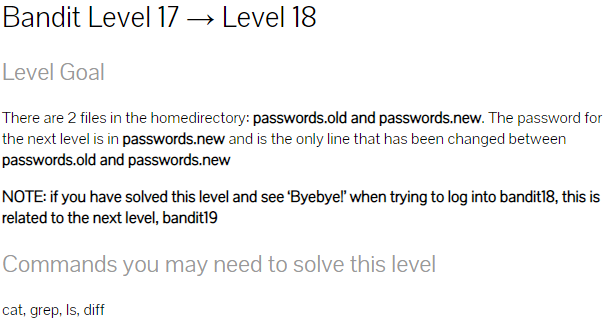 Bandit Level 17 → Level 18
Level Goal
There are 2 files in the homedirectory: passwords.old and passwords.new. The password for
the next level is in passwords.new and is the only line that has been changed between
passwords.old and passwords.new
NOTE: if you have solved this level and see ‘Byebye!’ when trying to log into bandit18, this is
related to the next level, bandit19
Commands you may need to solve this level
cat, grep, ls, diff